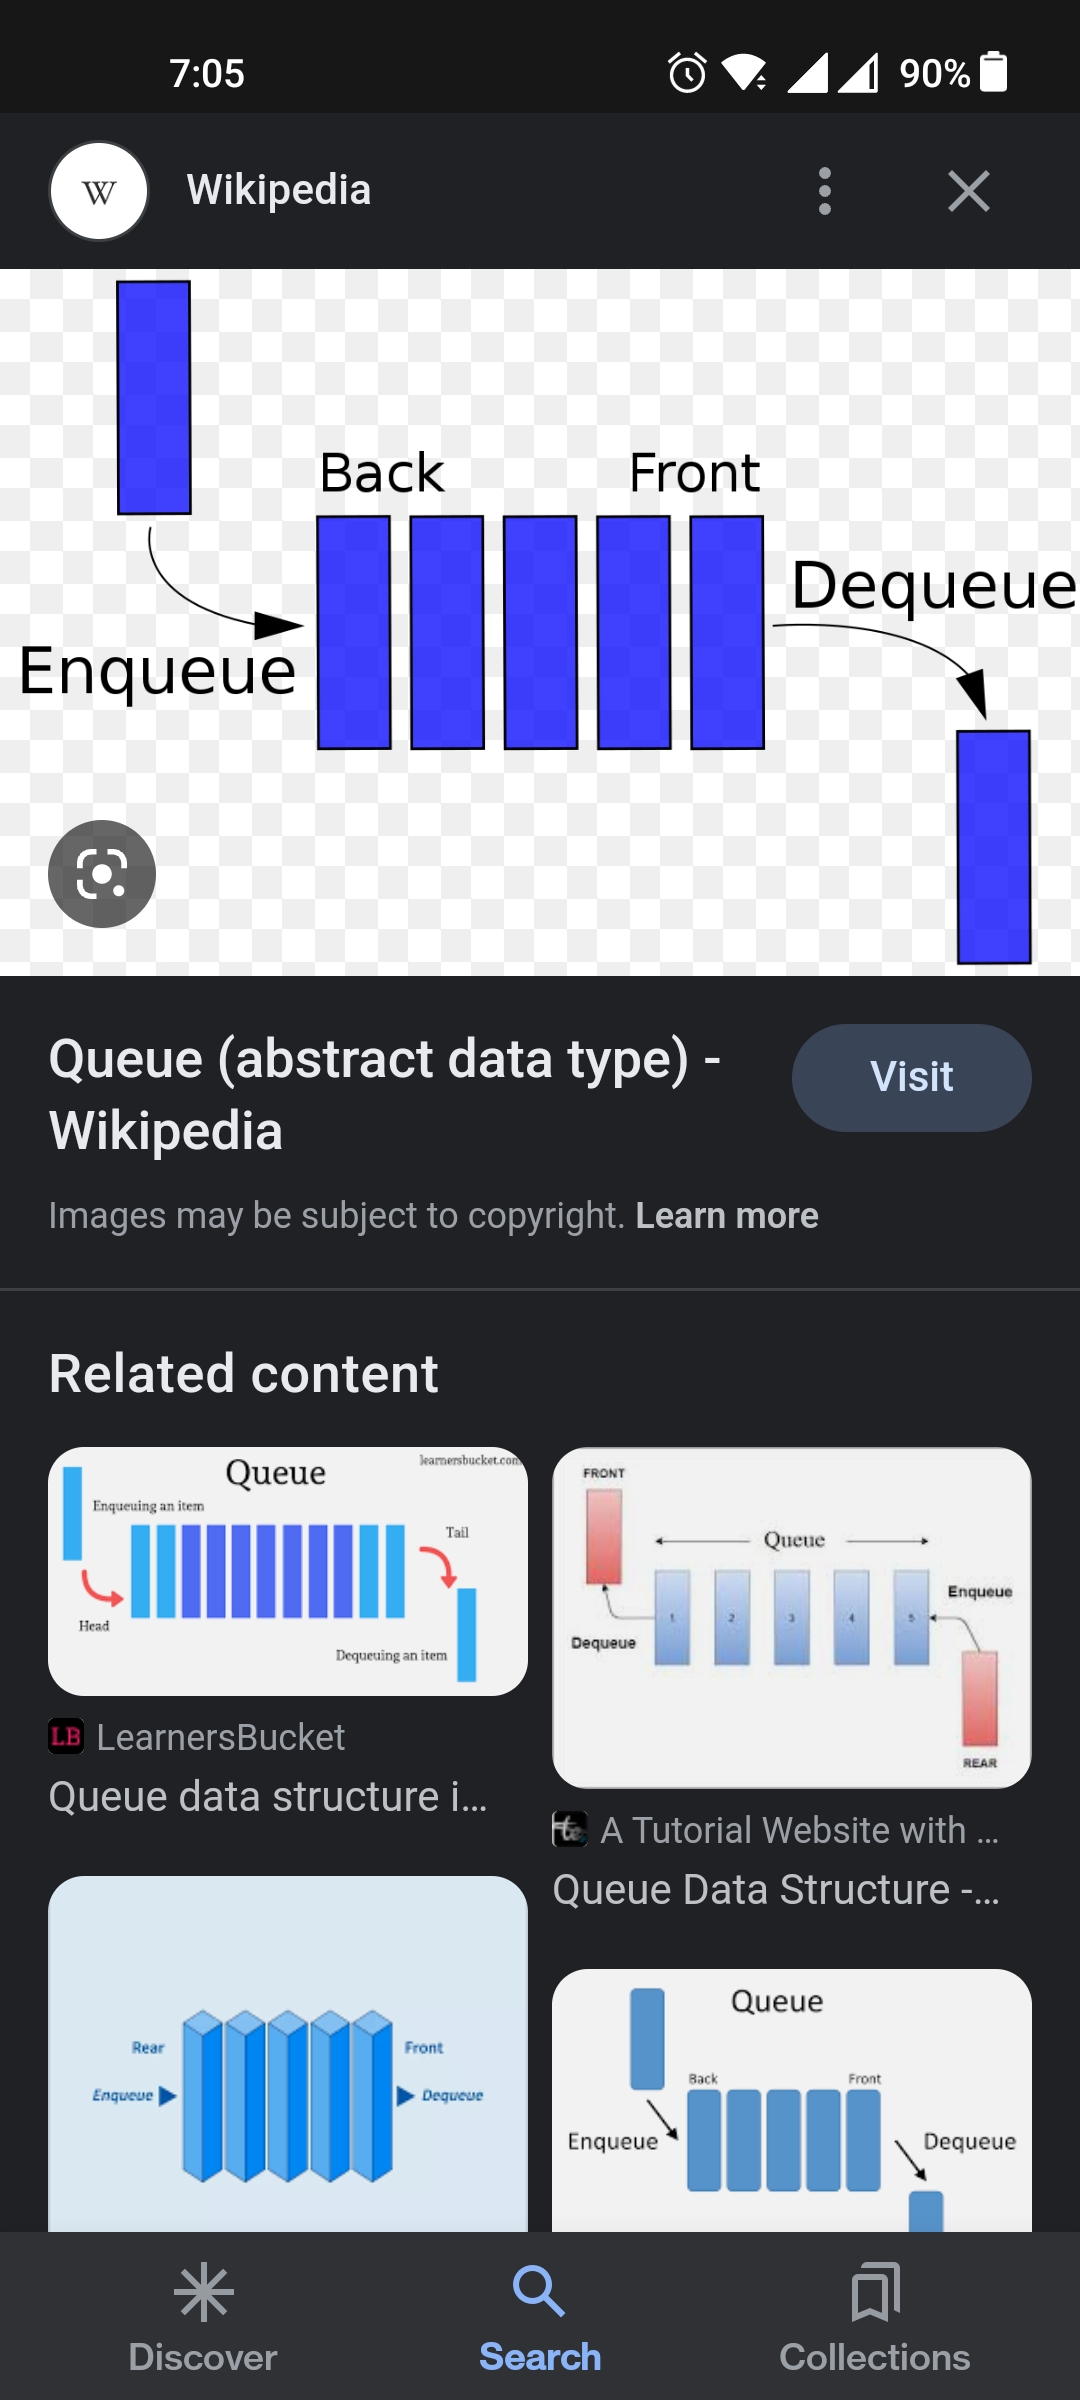 7:05
90%
W
Wikipedia
Back
Front
Dequeue
Enqueue
Queue (abstract data type) -
Wikipedia
Visit
Images may be subject to copyright. Learn more
Related content
Queue
learnersbucket.com
Enqueuing an item
Tail
Head
Dequeuing an item
LB LearnersBucket
Queue data structure i...
FRONT
Queue
Enqueue
1 2 3 4 5
Dequeue
REAR
A Tutorial Website with ...
Queue Data Structure -...
Rear
Front
Enqueue
Dequeue
Queue
Back
Front
Enqueue
Dequeue
Discover
Search
Collections